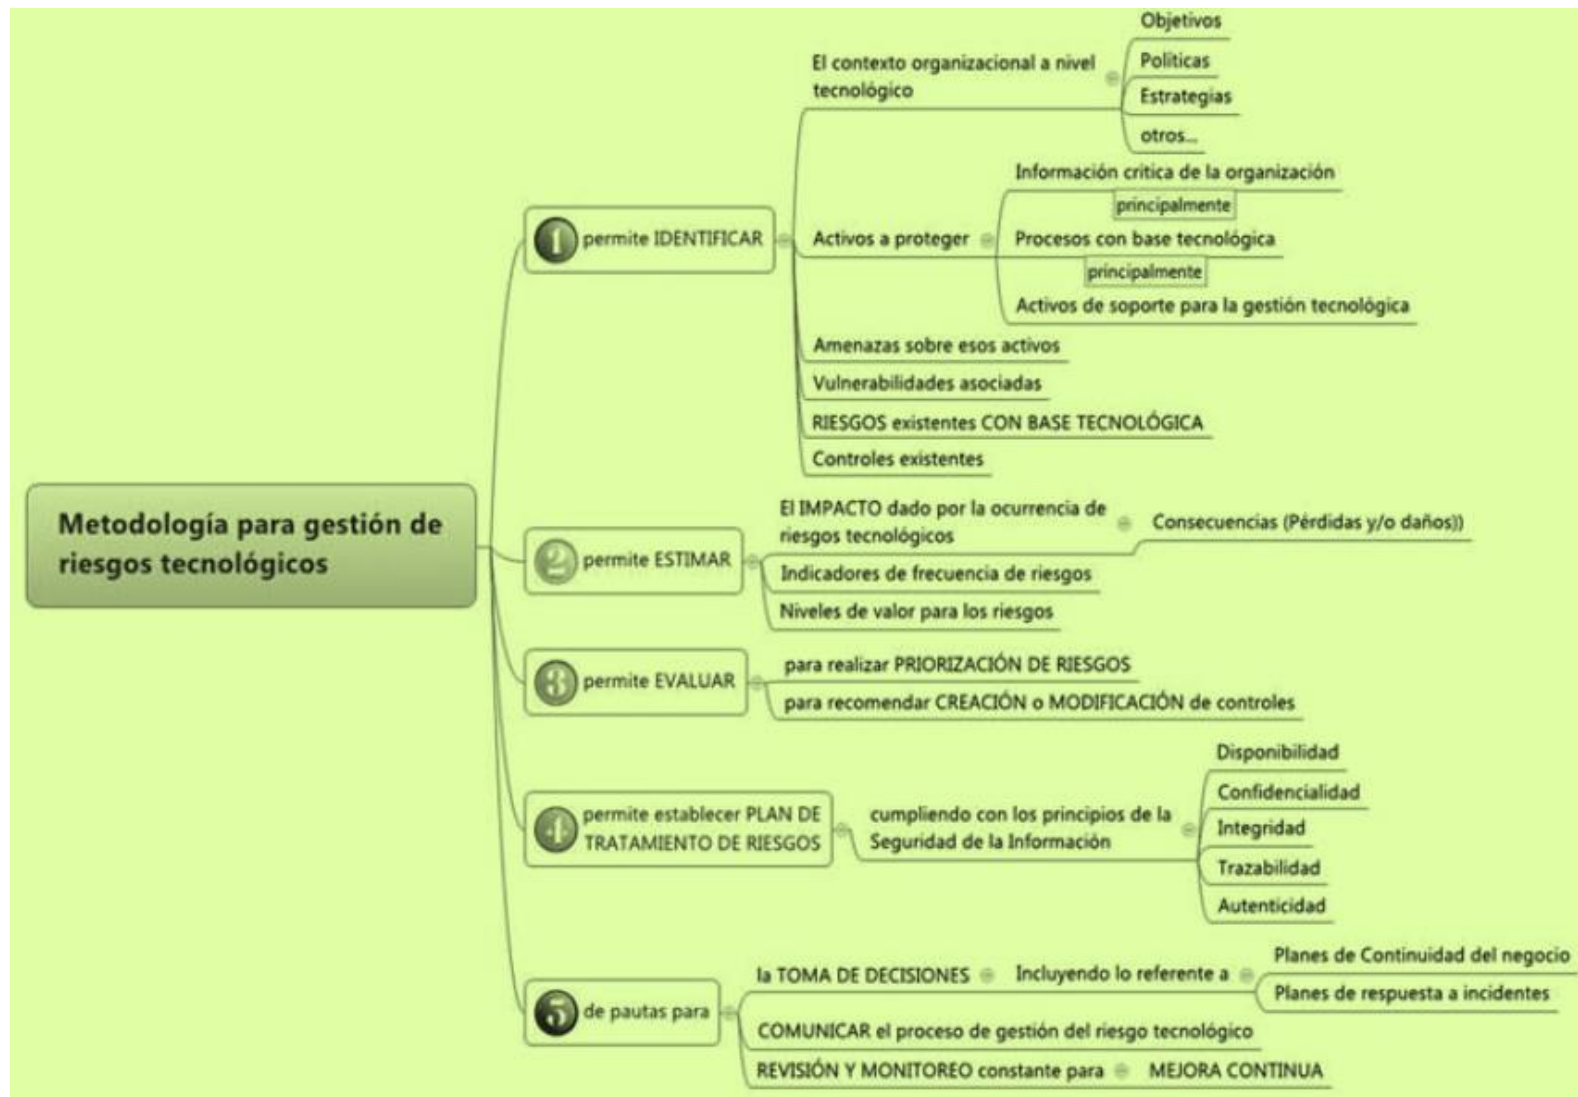 Metodología para gestión de
riesgos tecnológicos
1 permite IDENTIFICAR
El contexto organizacional a nivel
tecnológico
Objetivos
Políticas
Estrategias
otros...
Activos a proteger
Información critica de la organización
principalmente
Procesos con base tecnológica
principalmente
Activos de soporte para la gestión tecnológica
Amenazas sobre esos activos
Vulnerabilidades asociadas
RIESGOS existentes CON BASE TECNOLÓGICA
Controles existentes
2 permite ESTIMAR
El IMPACTO dado por la ocurrencia de
riesgos tecnológicos
Consecuencias (Pérdidas y/o daños))
Indicadores de frecuencia de riesgos
Niveles de valor para los riesgos
3 permite EVALUAR
para realizar PRIORIZACIÓN DE RIESGOS
para recomendar CREACIÓN o MODIFICACIÓN de controles
4 permite establecer PLAN DE
TRATAMIENTO DE RIESGOS
cumpliendo con los principios de la
Seguridad de la Información
Disponibilidad
Confidencialidad
Integridad
Trazabilidad
Autenticidad
5 de pautas para
la TOMA DE DECISIONES
Incluyendo lo referente a
Planes de Continuidad del negocio
Planes de respuesta a incidentes
COMUNICAR el proceso de gestión del riesgo tecnológico
REVISIÓN Y MONITOREO constante para
MEJORA CONTINUA